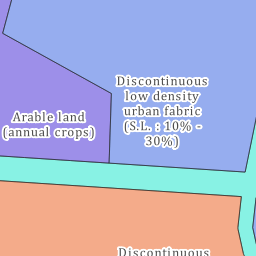 Discontinuous
low density
urban fabric
(S.L. : 10% -
30%)
Arable land
(annual crops)
Discontinuous